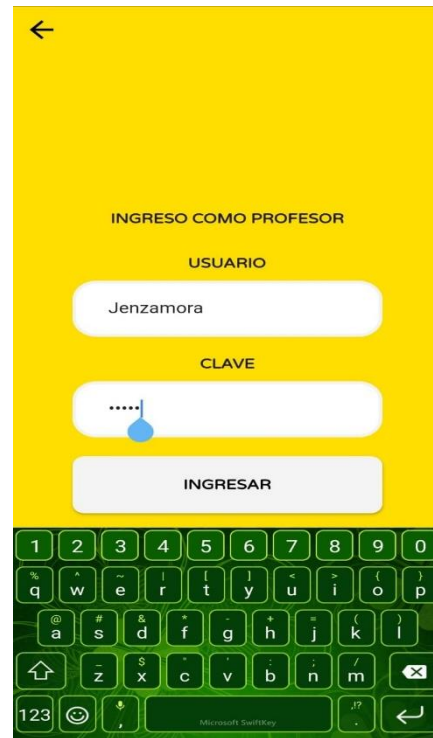 INGRESO COMO PROFESOR
USUARIO
Jenzamora
CLAVE
•••••
INGRESAR
1 2 3 4 5 6 7 8 9 0
% ^ ~ | [ ] < > { }
q w e r t y u i o p
@ # & * - + = ( )
a s d f g h j k l
_ $ " ' : ; /
z x c v b n m
123 , Microsoft SwiftKey ,!? .